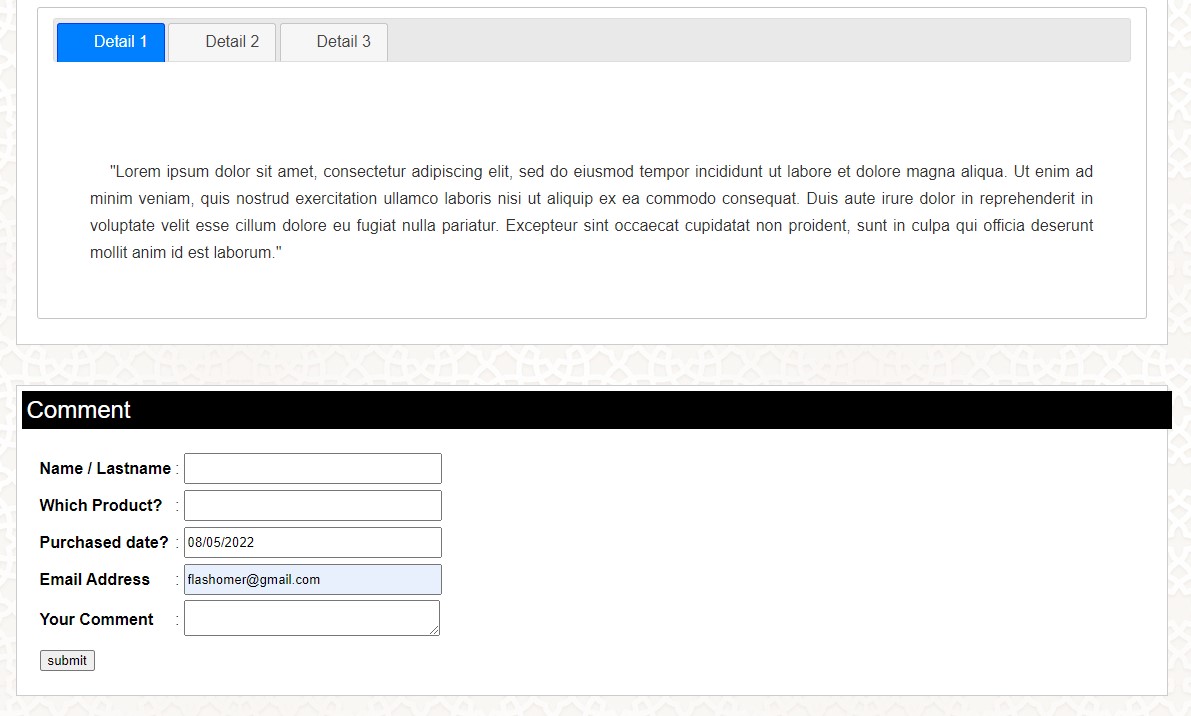 Detail 1 Detail 2 Detail 3
"Lorem ipsum dolor sit amet, consectetur adipiscing elit, sed do eiusmod tempor incididunt ut labore et dolore magna aliqua. Ut enim ad
minim veniam, quis nostrud exercitation ullamco laboris nisi ut aliquip ex ea commodo consequat. Duis aute irure dolor in reprehenderit in
voluptate velit esse cillum dolore eu fugiat nulla pariatur. Excepteur sint occaecat cupidatat non proident, sunt in culpa qui officia deserunt
mollit anim id est laborum."
Comment
Name / Lastname :
Which Product? :
Purchased date? : 08/05/2022
Email Address : flashomer@gmail.com
Your Comment :
submit